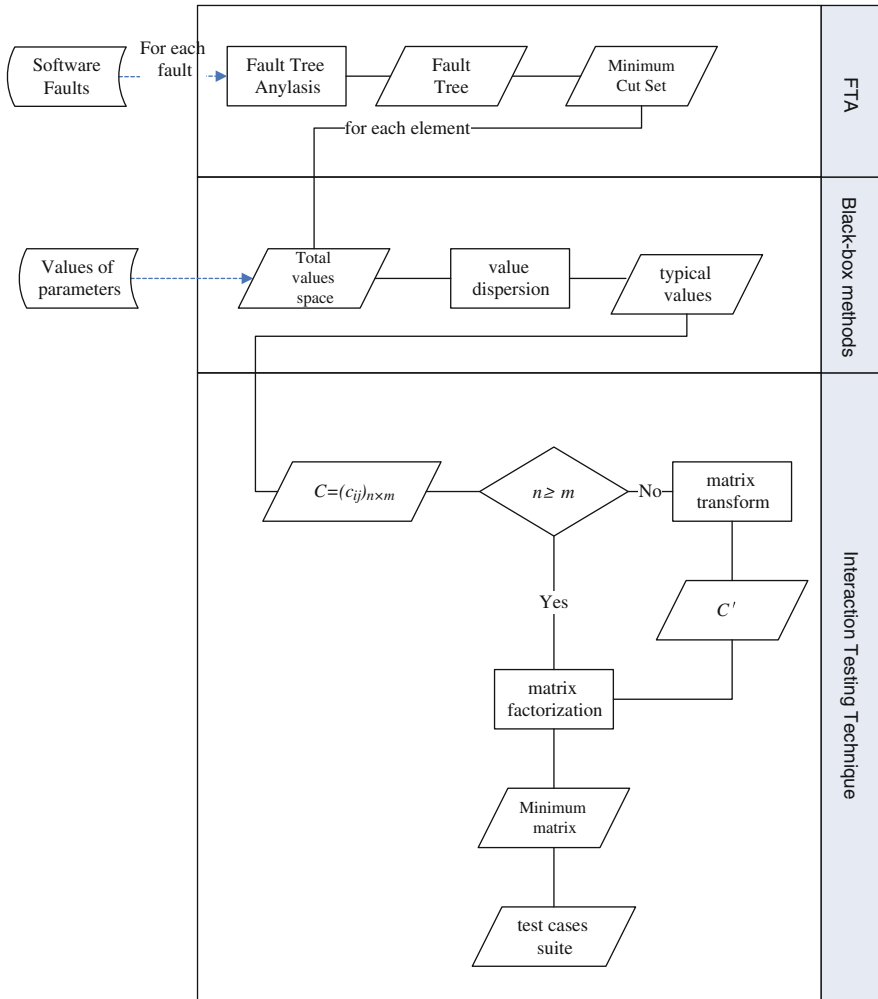 Software
Faults
For each
fault
Fault Tree
Anylasis
Fault
Tree
Minimum
Cut Set
for each element
FTA
Values of
parameters
Total
values
space
value
dispersion
typical
values
Black-box methods
C=(cij)n×m
n≥ m
No
matrix
transform
Yes
C'
matrix
factorization
Minimum
matrix
test cases
suite
Interaction Testing Technique